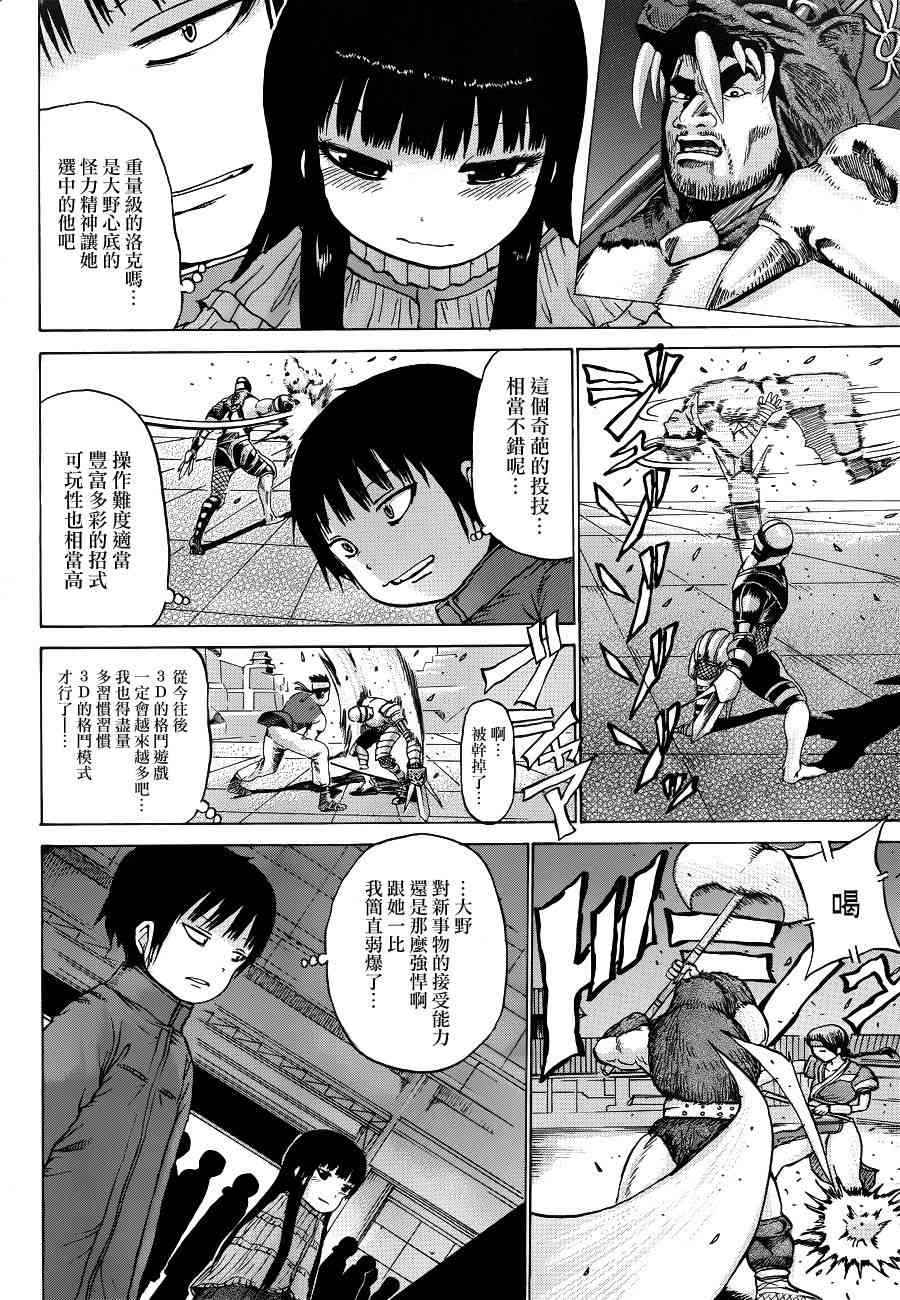 重量級的洛克嗎…
是大野心底的
怪力精神讓她
選中的他吧
這個奇葩的投技…
相當不錯呢…
操作難度適當
豐富多彩的招式
可玩性也相當高
啊…
被幹掉了…
從今往後
3D的格鬥遊戲
一定會越來越多吧…
我也得盡量
多習慣習慣
3D的格鬥模式
才行了——…
喝
…大野
對新事物的接受能力
還是那麼強悍啊
跟她一比
我簡直弱爆了…